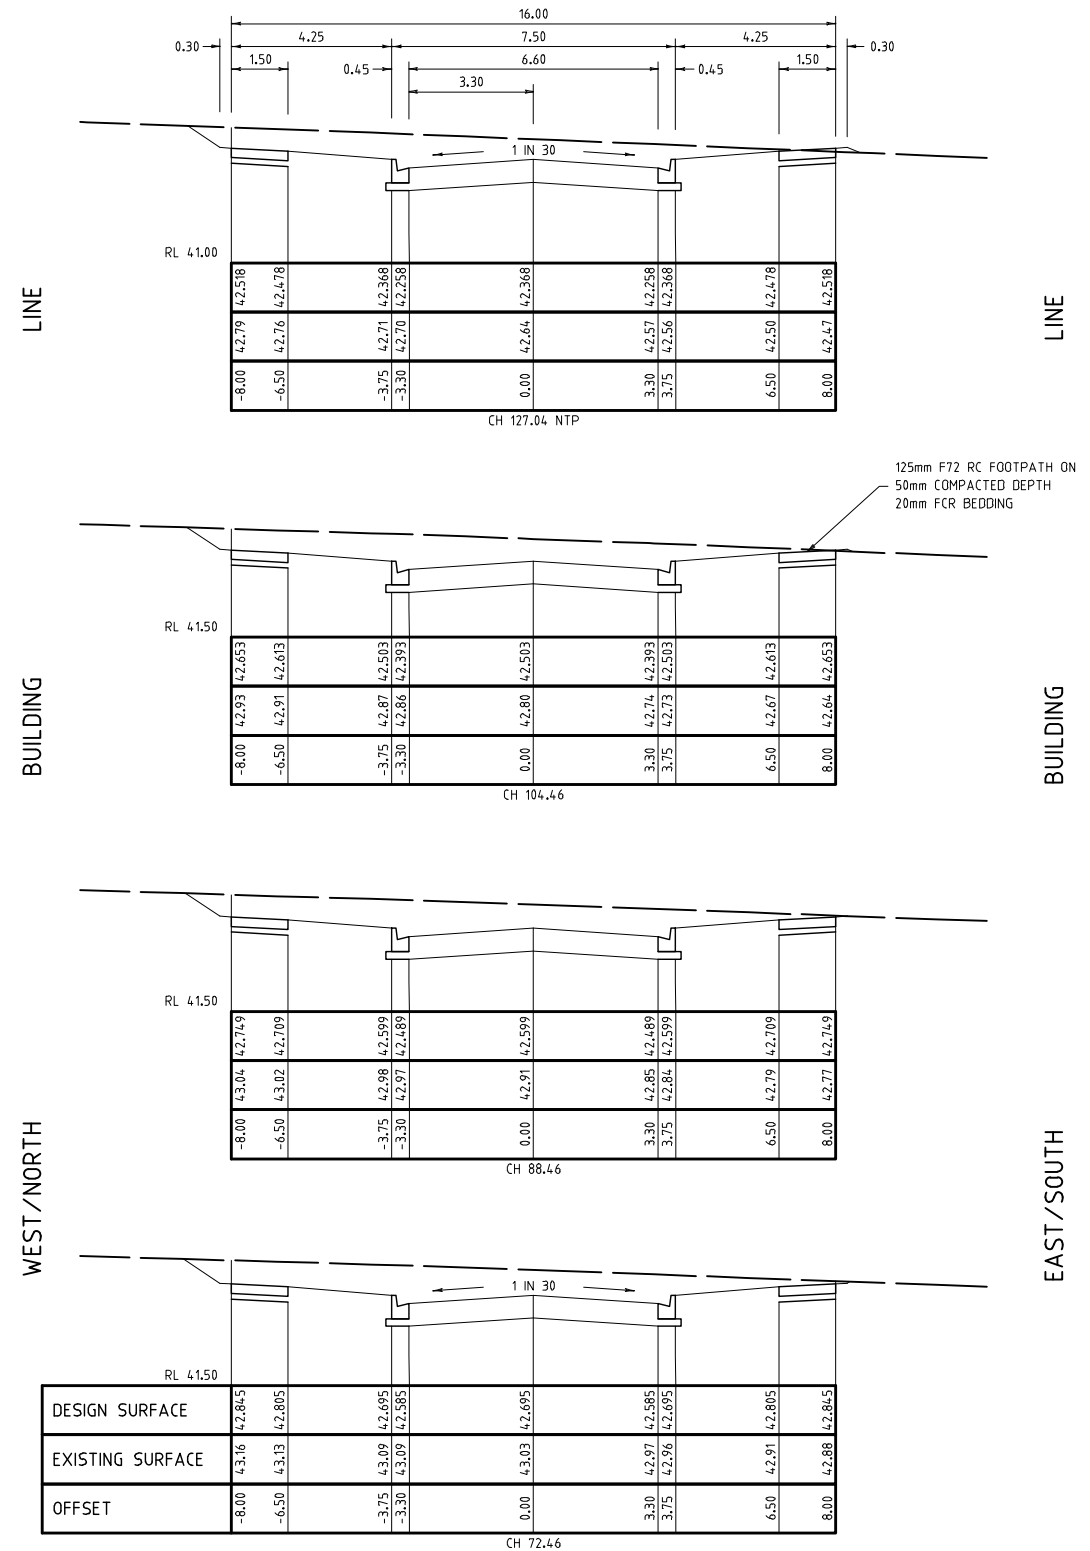 16.00
4.25 7.50 4.25
0.30 0.30
1.50 0.45 6.60 0.45 1.50
3.30
1 IN 30
RL 41.00
42.518 42.478 42.368 42.258 42.368 42.258 42.368 42.478 42.518
42.79 42.76 42.71 42.70 42.64 42.57 42.56 42.50 42.47
-8.00 -6.50 -3.75 -3.30 0.00 3.30 3.75 6.50 8.00
CH 127.04 NTP
LINE
LINE
125mm F72 RC FOOTPATH ON
50mm COMPACTED DEPTH
20mm FCR BEDDING
RL 41.50
42.653 42.613 42.503 42.393 42.503 42.393 42.503 42.613 42.653
42.93 42.91 42.87 42.86 42.80 42.74 42.73 42.67 42.64
-8.00 -6.50 -3.75 -3.30 0.00 3.30 3.75 6.50 8.00
CH 104.46
BUILDING
BUILDING
RL 41.50
42.749 42.709 42.599 42.489 42.599 42.489 42.599 42.709 42.749
43.04 43.02 42.98 42.97 42.91 42.85 42.84 42.79 42.77
-8.00 -6.50 -3.75 -3.30 0.00 3.30 3.75 6.50 8.00
CH 88.46
WEST/NORTH
EAST/SOUTH
1 IN 30
RL 41.50
DESIGN SURFACE 42.845 42.805 42.695 42.585 42.695 42.585 42.695 42.805 42.845
EXISTING SURFACE 43.16 43.13 43.09 43.09 43.03 42.97 42.96 42.91 42.88
OFFSET -8.00 -6.50 -3.75 -3.30 0.00 3.30 3.75 6.50 8.00
CH 72.46